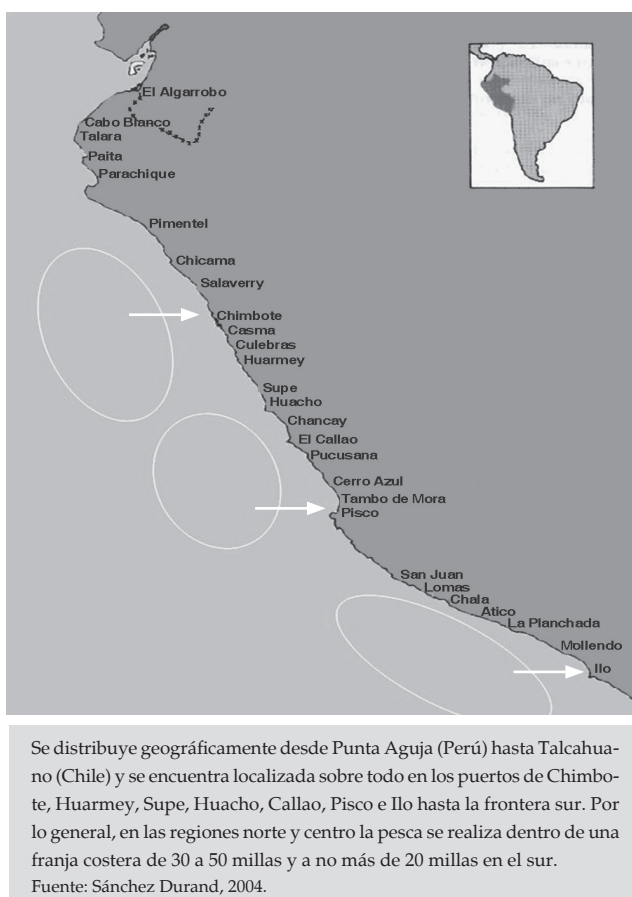 El Algarrobo
Cabo Blanco
Talara
Paita
Parachique
Pimentel
Chicama
Salaverry
Chimbote
Casma
Culebras
Huarmey
Supe
Huacho
Chancay
El Callao
Pucusana
Cerro Azul
Tambo de Mora
Pisco
San Juan
Lomas
Chala
Atico
La Planchada
Mollendo
Ilo
Se distribuye geográficamente desde Punta Aguja (Perú) hasta Talcahua-
no (Chile) y se encuentra localizada sobre todo en los puertos de Chimbo-
te, Huarmey, Supe, Huacho, Callao, Pisco e Ilo hasta la frontera sur. Por
lo general, en las regiones norte y centro la pesca se realiza dentro de una
franja costera de 30 a 50 millas y a no más de 20 millas en el sur.
Fuente: Sánchez Durand, 2004.